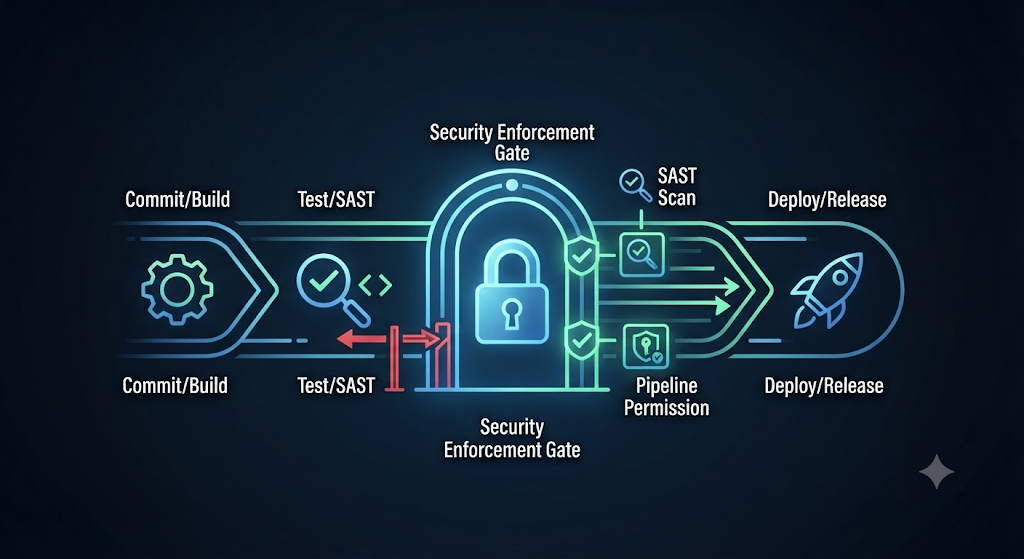 Security Enforcement
Gate
SAST
Scan
Commit/Build
Test/SAST
Deploy/Release
Commit/Build
Test/SAST
Pipeline
Permission
Deploy/Release
Security
Enforcement Gate